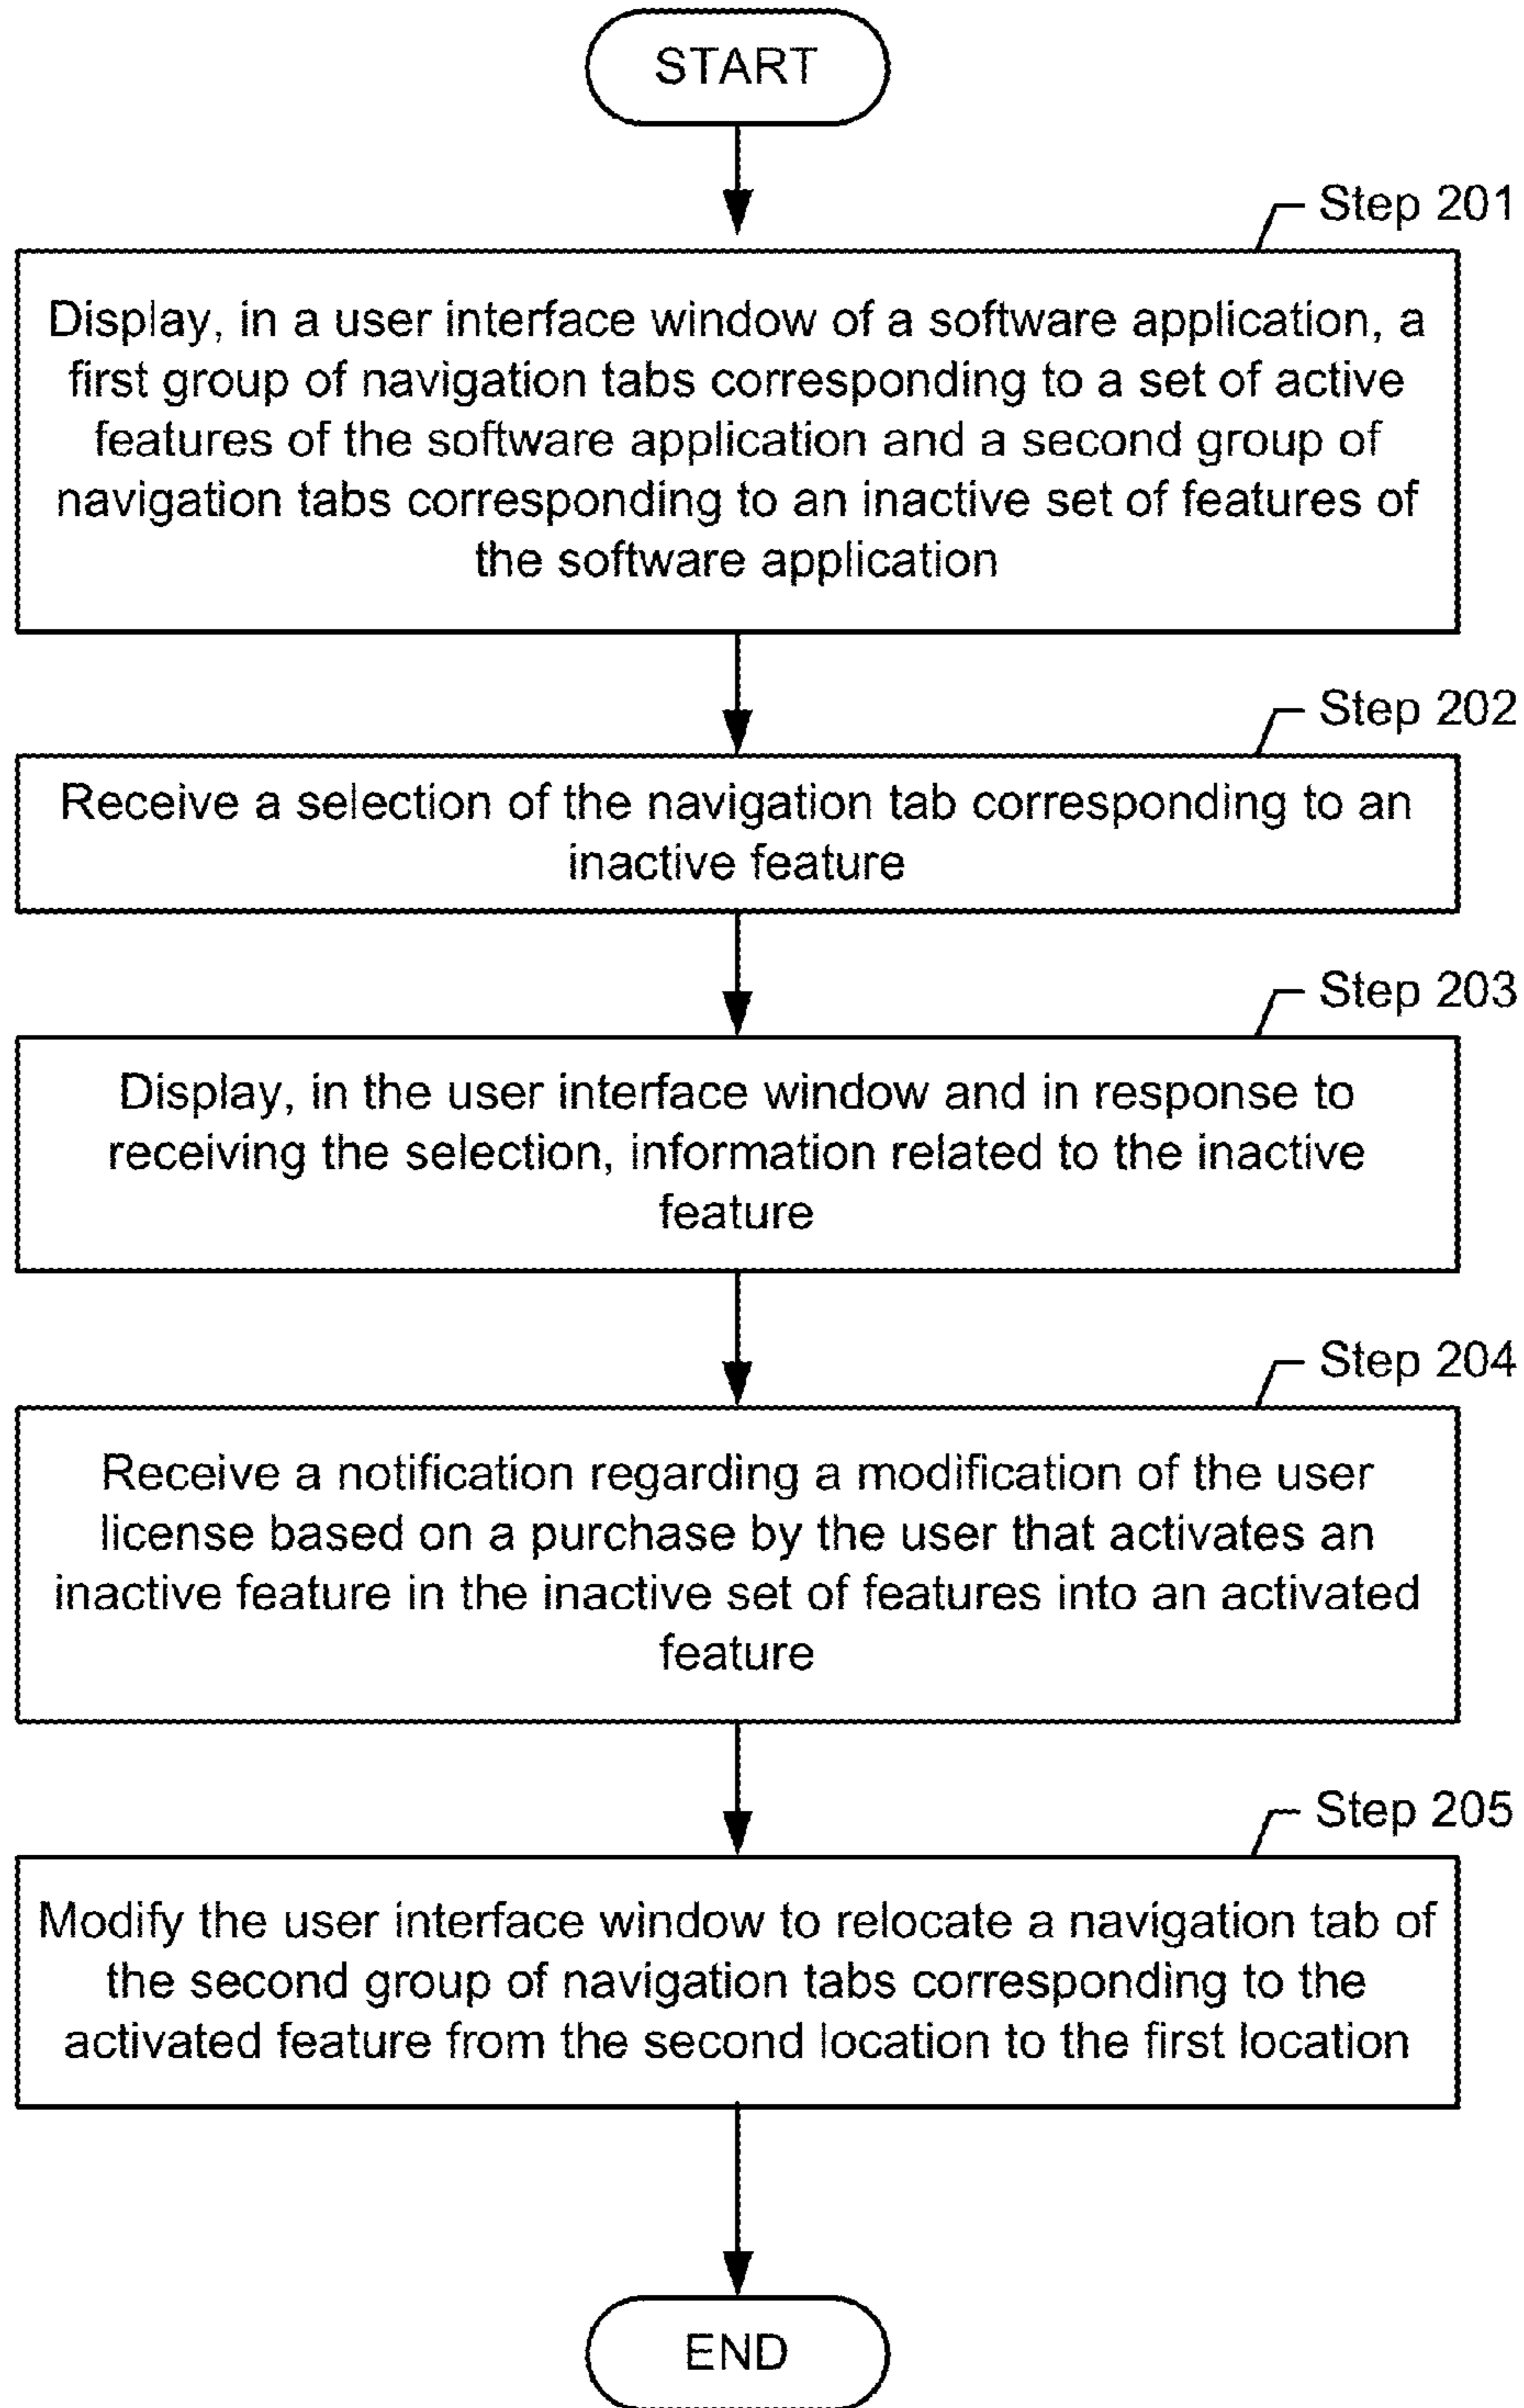 START
Step 201
Display, in a user interface window of a software application, a
first group of navigation tabs corresponding to a set of active
features of the software application and a second group of
navigation tabs corresponding to an inactive set of features of
the software application
Step 202
Receive a selection of the navigation tab corresponding to an
inactive feature
Step 203
Display, in the user interface window and in response to
receiving the selection, information related to the inactive
feature
Step 204
Receive a notification regarding a modification of the user
license based on a purchase by the user that activates an
inactive feature in the inactive set of features into an activated
feature
Step 205
Modify the user interface window to relocate a navigation tab of
the second group of navigation tabs corresponding to the
activated feature from the second location to the first location
END